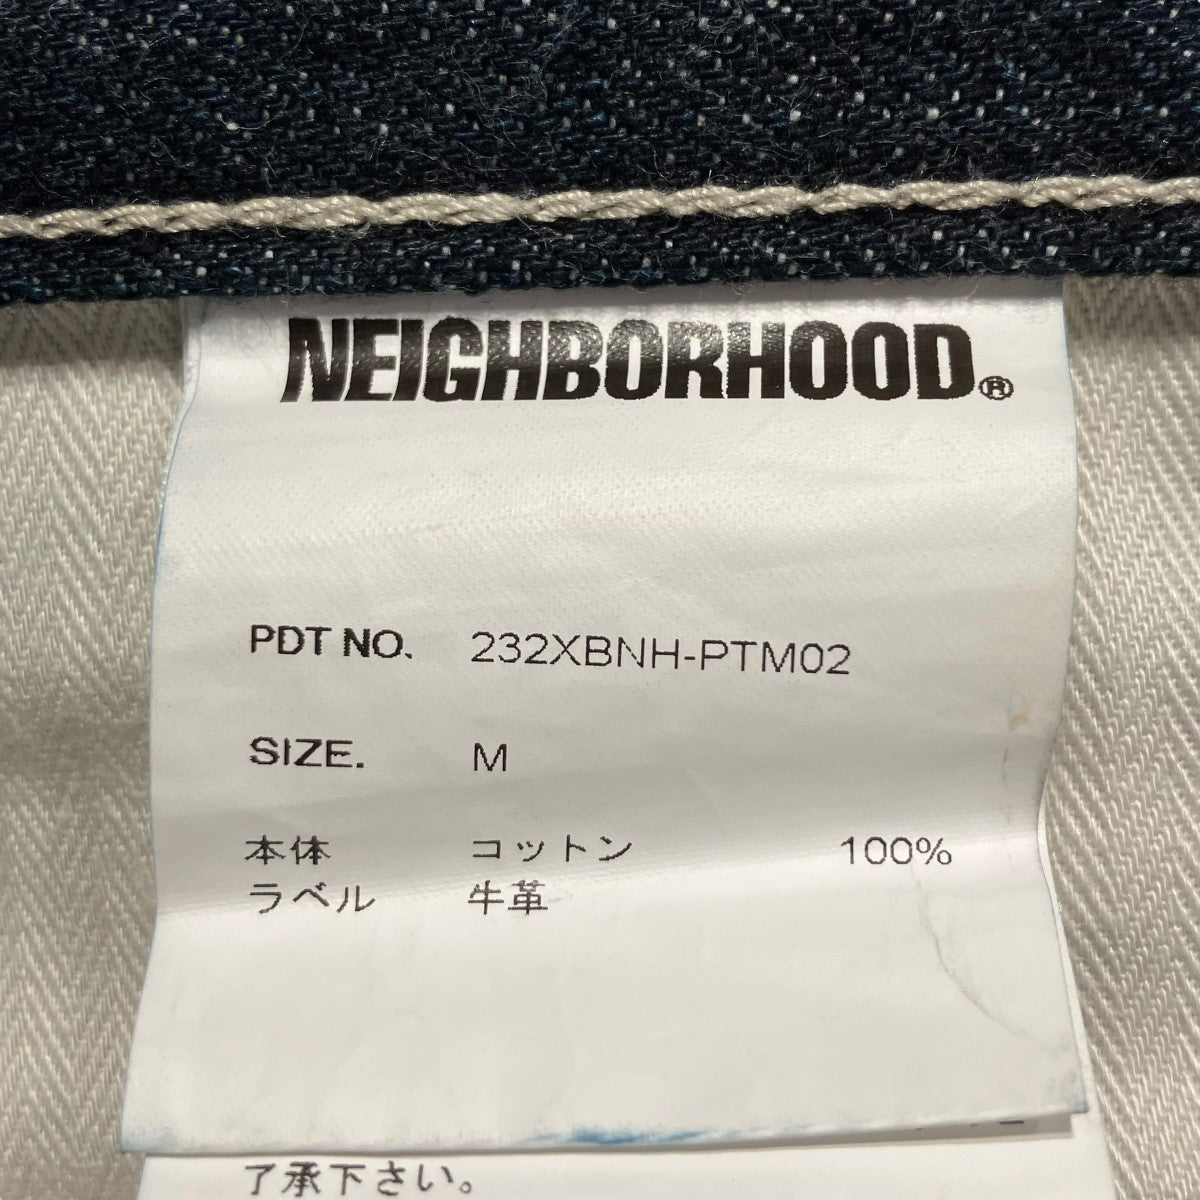 NEIGHBORHOOD®
PDT NO. 232XBNH-PTM02
SIZE. M
本体 コットン 100%
ラベル 牛革
了承下さい。